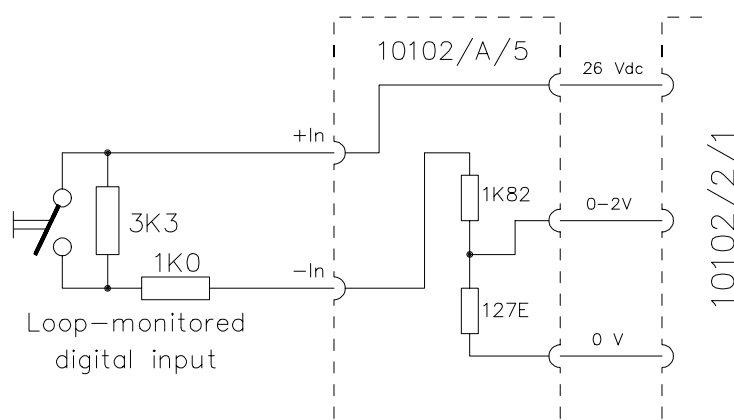 10102/A/5
26 Vdc
+In
1K82
0-2V
3K3
1K0
-In
127E
0 V
Loop-monitored
digital input
10102/2/1